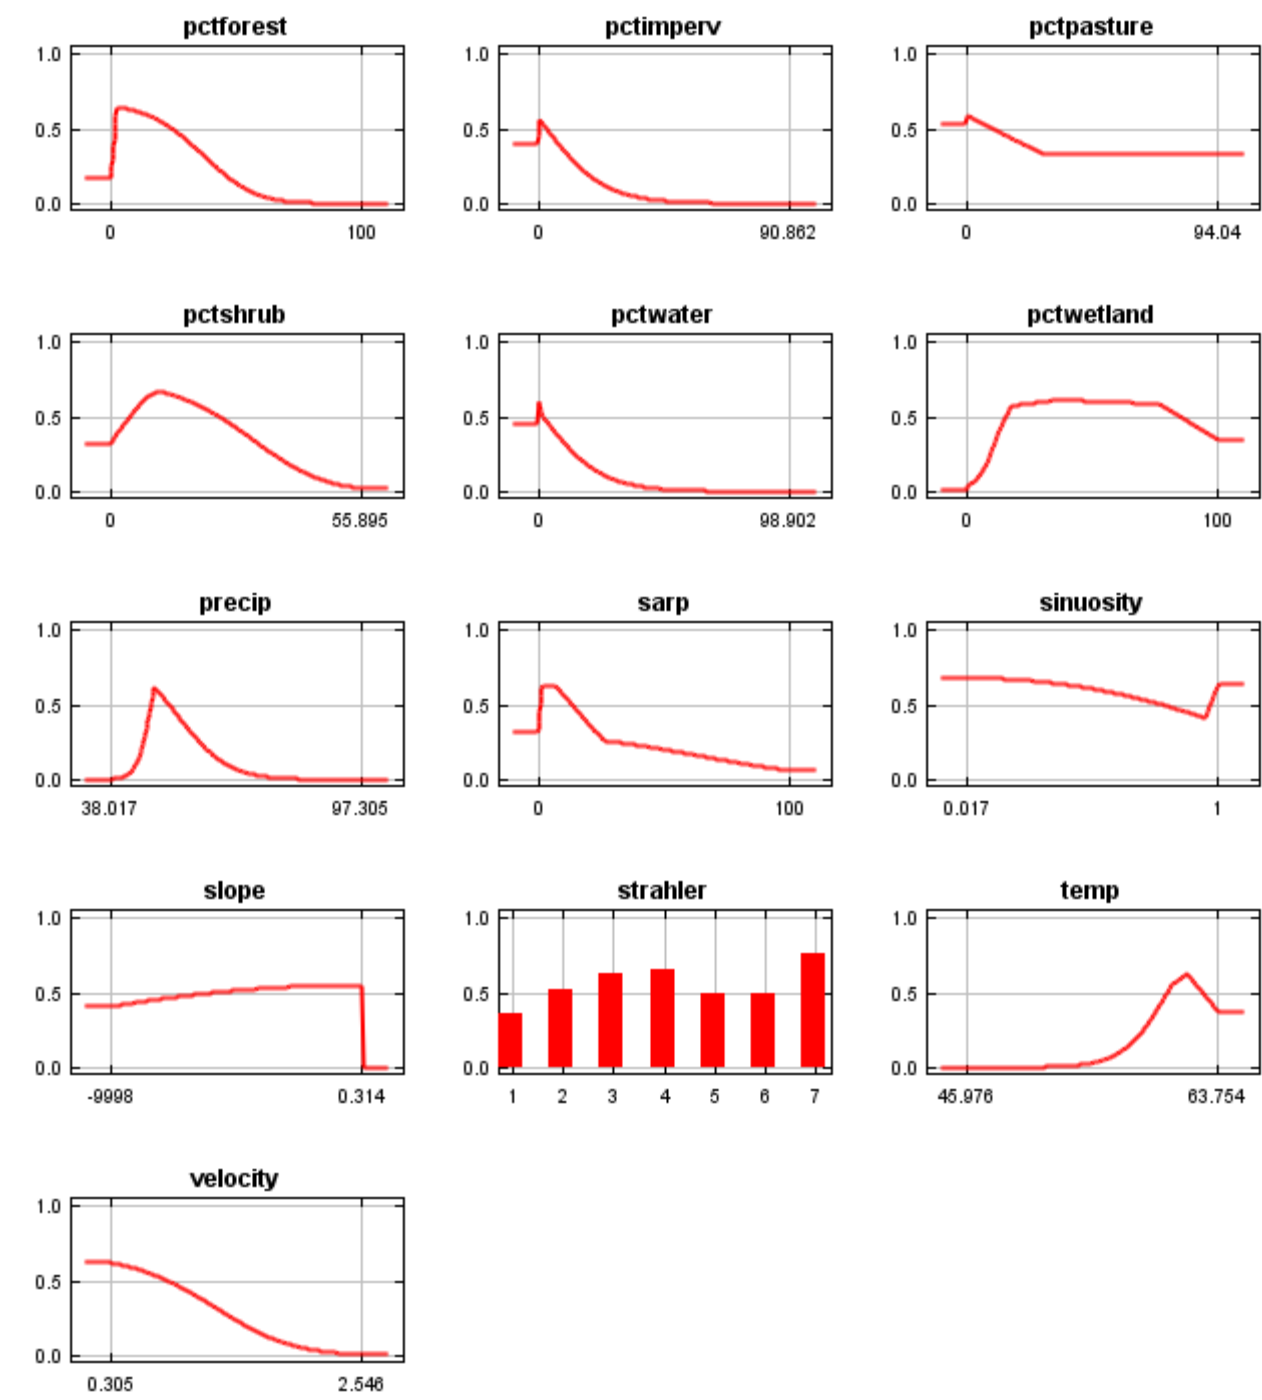 pctforest pctimperv pctpasture
1.0 1.0 1.0
0.5 0.5 0.5
0.0 0.0 0.0
0 100 0 90.862 0 94.04
pctshrub pctwater pctwetland
1.0 1.0 1.0
0.5 0.5 0.5
0.0 0.0 0.0
0 55.895 0 98.902 0 100
precip sarp sinuosity
1.0 1.0 1.0
0.5 0.5 0.5
0.0 0.0 0.0
38.017 97.305 0 100 0.017 1
slope strahler temp
1.0 1.0 1.0
0.5 0.5 0.5
0.0 0.0 0.0
-9998 0.314 1 2 3 4 5 6 7 45.976 63.754
velocity
1.0
0.5
0.0
0.305 2.546